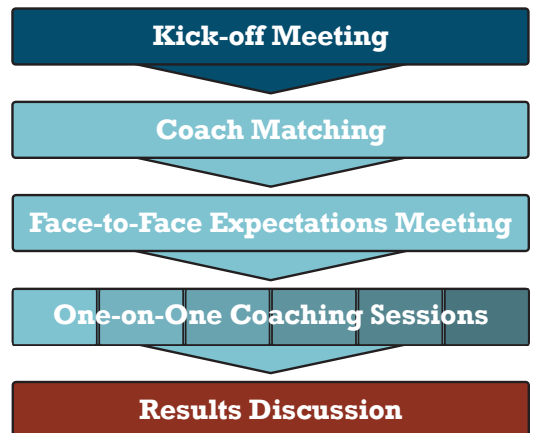 Kick-off Meeting
Coach Matching
Face-to-Face Expectations Meeting
One-on-One Coaching Sessions
Results Discussion